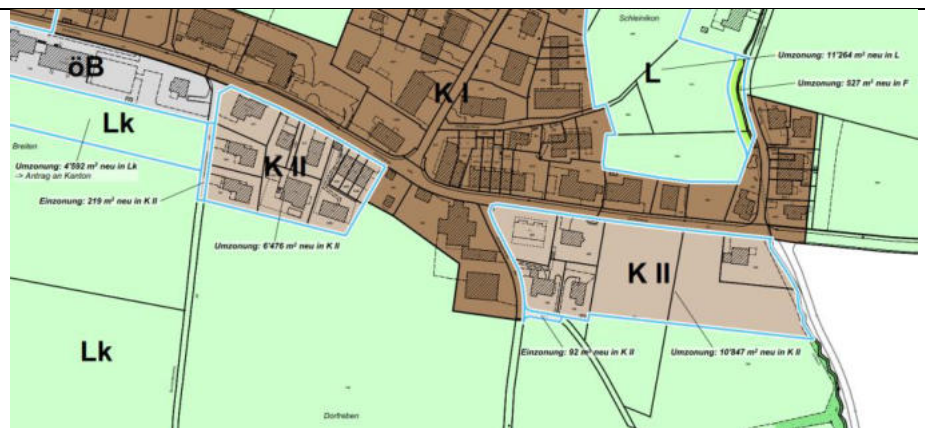 Schleinikon
Umzonung: 11'264 m² neu in L
öB
L
K I
Umzonung: 927 m² neu in F
Lk
Breiten
K II
Umzonung: 4'592 m² neu in Lk
-> Antrag an Kanton
Einzonung: 219 m² neu in K II
Umzonung: 6'476 m² neu in K II
K II
Lk
Einzonung: 92 m² neu in K II
Umzonung: 10'847 m² neu in K II
Dorfreben